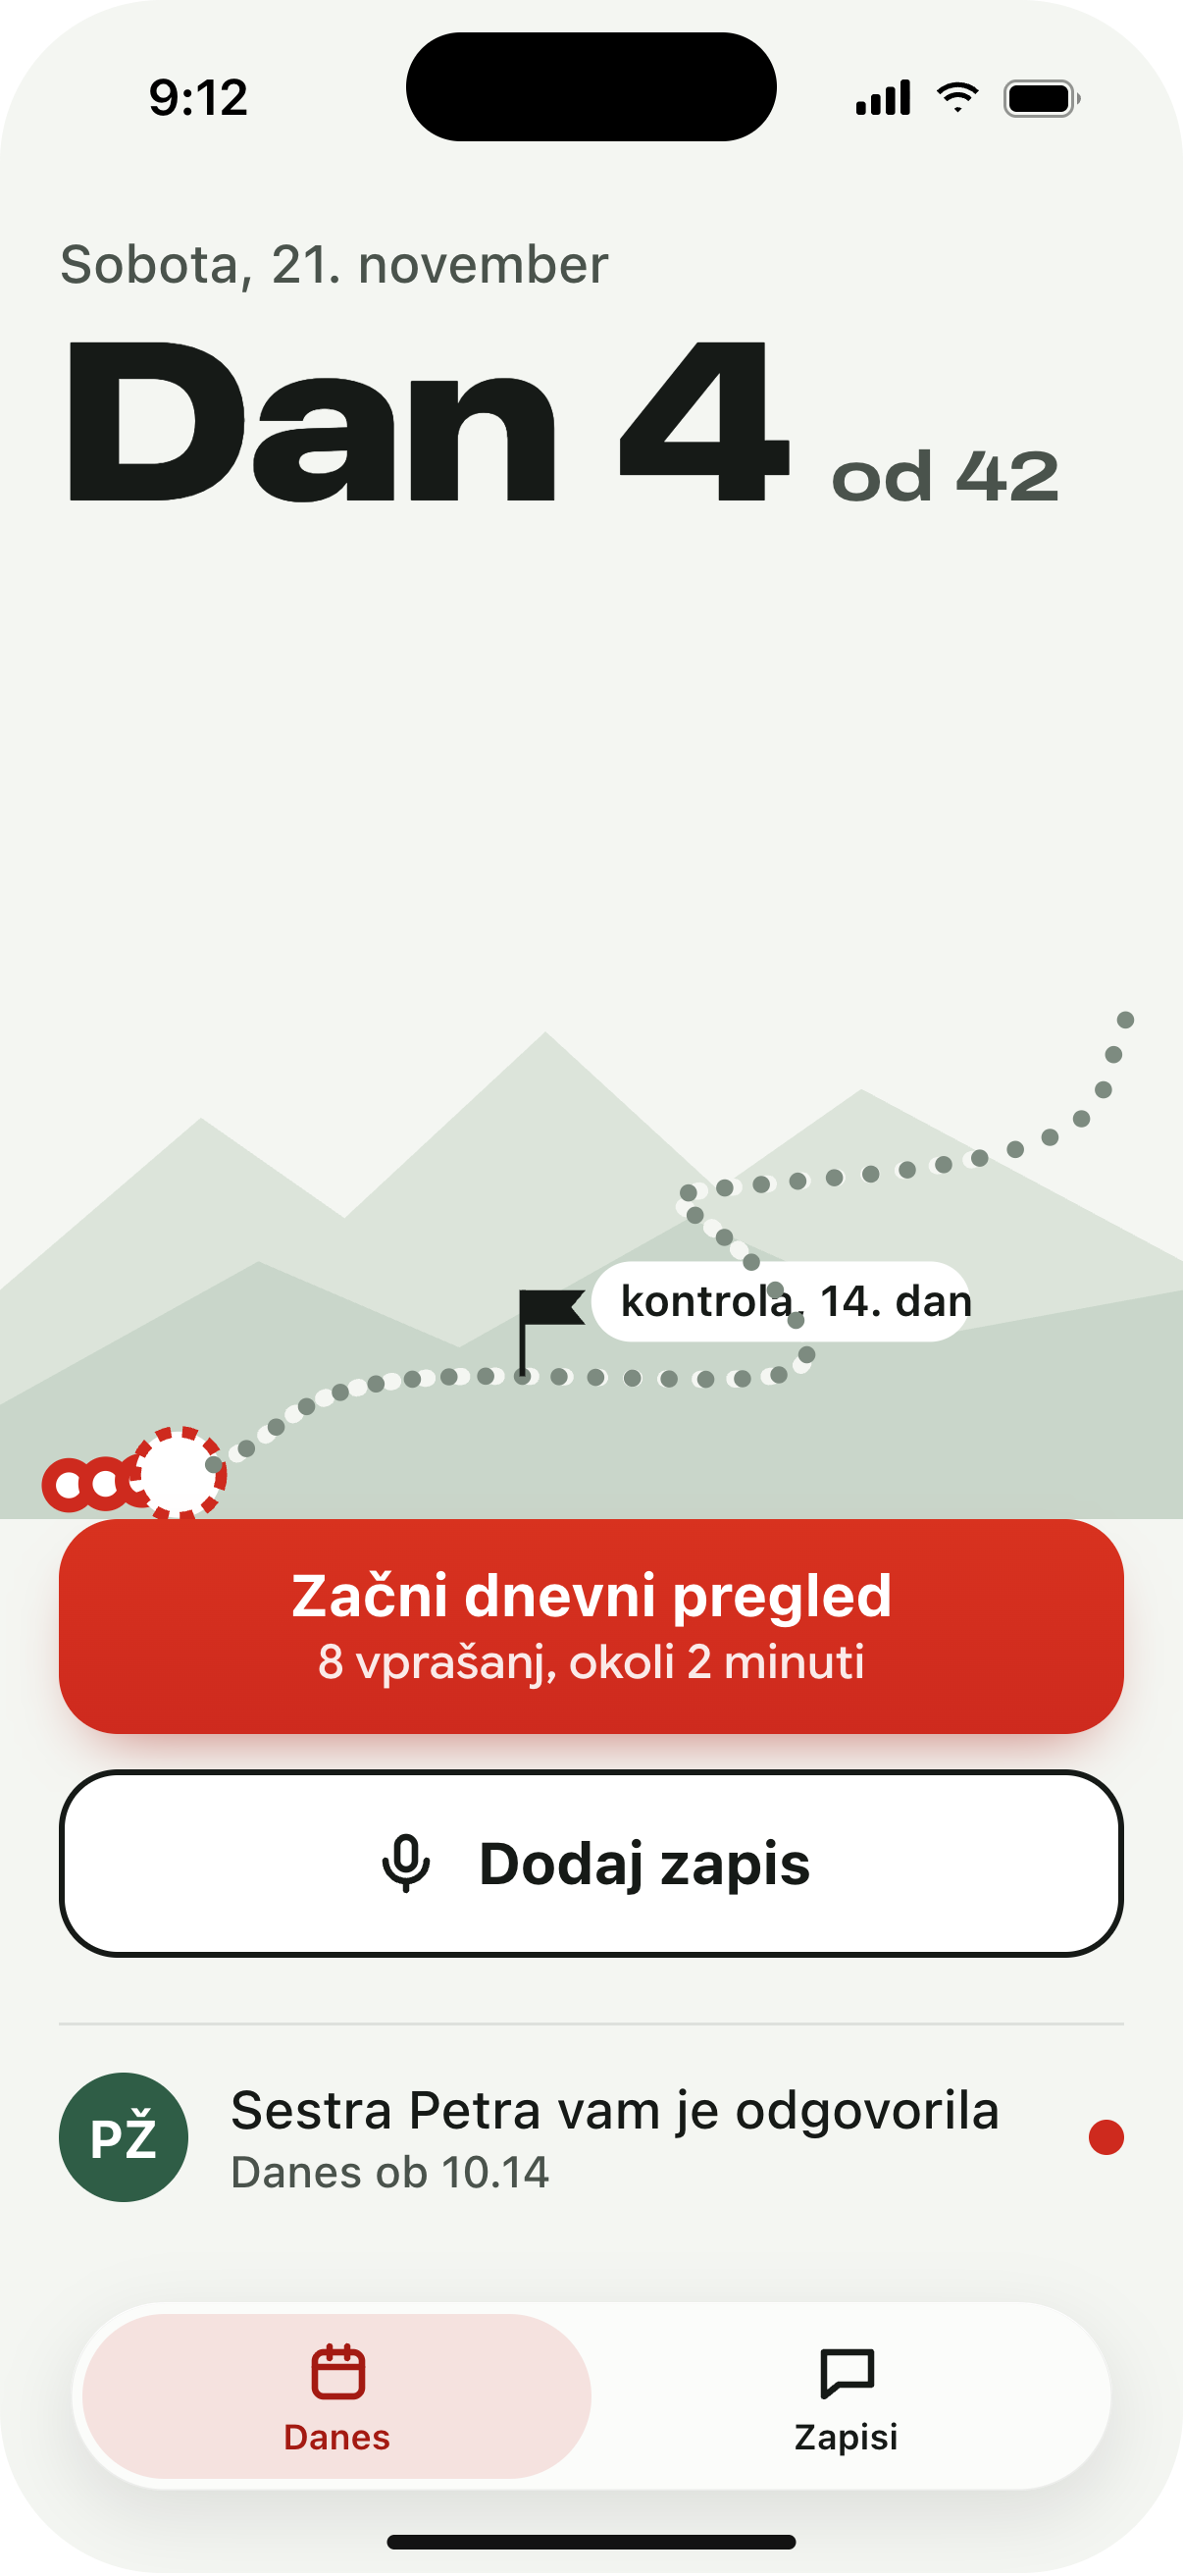 9:12
Sobota, 21. november
Dan 4 od 42
kontrola, 14. dan
Začni dnevni pregled
8 vprašanj, okoli 2 minuti
Dodaj zapis
PŽ
Sestra Petra vam je odgovorila
Danes ob 10.14
Danes
Zapisi